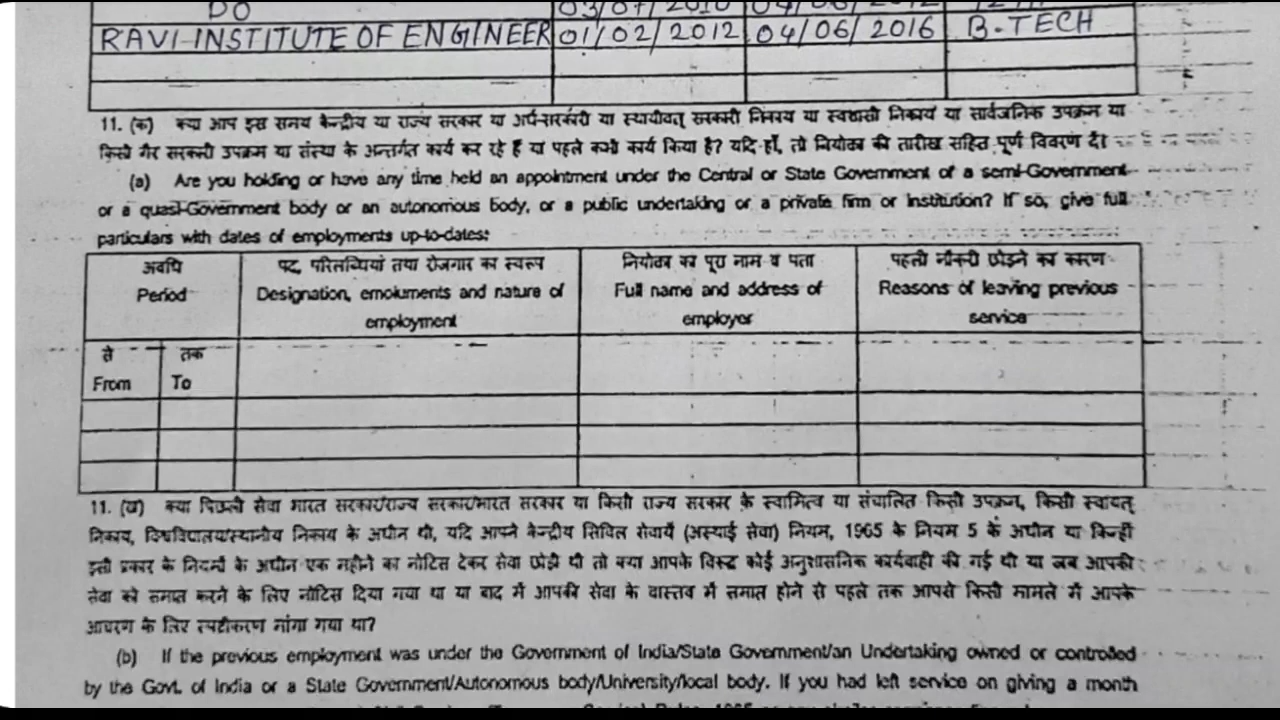 DO
RAVI-INSTITUTE OF ENGINEER 01/02/2012 04/06/2016 B-TECH
11. (क) क्या आप इस समय केन्द्रीय या राज्य सरकार या अर्ध-सरकारी या स्थायीवत् सरकारी निकाय या स्वशासी निकाय या सार्वजनिक उपक्रम या
किसी गैर सरकारी उपक्रम या संस्था के अन्तर्गत कार्य कर रहे हैं या पहले कभी कार्य किया है? यदि हाँ, तो नियोक्ता की तारीख सहित पूर्ण विवरण दें।
(a) Are you holding or have any time held an appointment under the Central or State Government of a semi-Government
or a quasi-Government body or an autonomous body, or a public undertaking or a private firm or institution? If so, give full
particulars with dates of employments up-to-dates:
अवधि पद, परिलब्धियां तथा रोजगार का स्वरूप नियोक्ता का पूरा नाम व पता पहली नौकरी छोड़ने का कारण
Period Designation, emoluments and nature of Full name and address of Reasons of leaving previous
employment employer service
से तक
From To
11. (ख) क्या पिछली सेवा भारत सरकार/राज्य सरकार/भारत सरकार या किसी राज्य सरकार के स्वामित्व या संचालित किसी उपक्रम, किसी स्वायत्
निकाय, विश्वविद्यालय/स्थानीय निकाय के अधीन थी, यदि आपने केन्द्रीय सिविल सेवायें (अस्थाई सेवा) नियम, 1965 के नियम 5 के अधीन या किन्हीं
इसी प्रकार के नियमों के अधीन एक महीने का नोटिस देकर सेवा छोड़ी थी तो क्या आपके विरूद्ध कोई अनुशासनिक कार्यवाही की गई थी या जब आपकी
सेवा को समाप्त करने के लिए नोटिस दिया गया था या बाद में आपकी सेवा के वास्तव में समाप्त होने से पहले तक आपसे किसी मामले में आपके
आचरण के लिए स्पष्टीकरण मांगा गया था?
(b) If the previous employment was under the Government of India/State Government/an Undertaking owned or controlled
by the Govt. of India or a State Government/Autonomous body/University/local body. If you had left service on giving a month